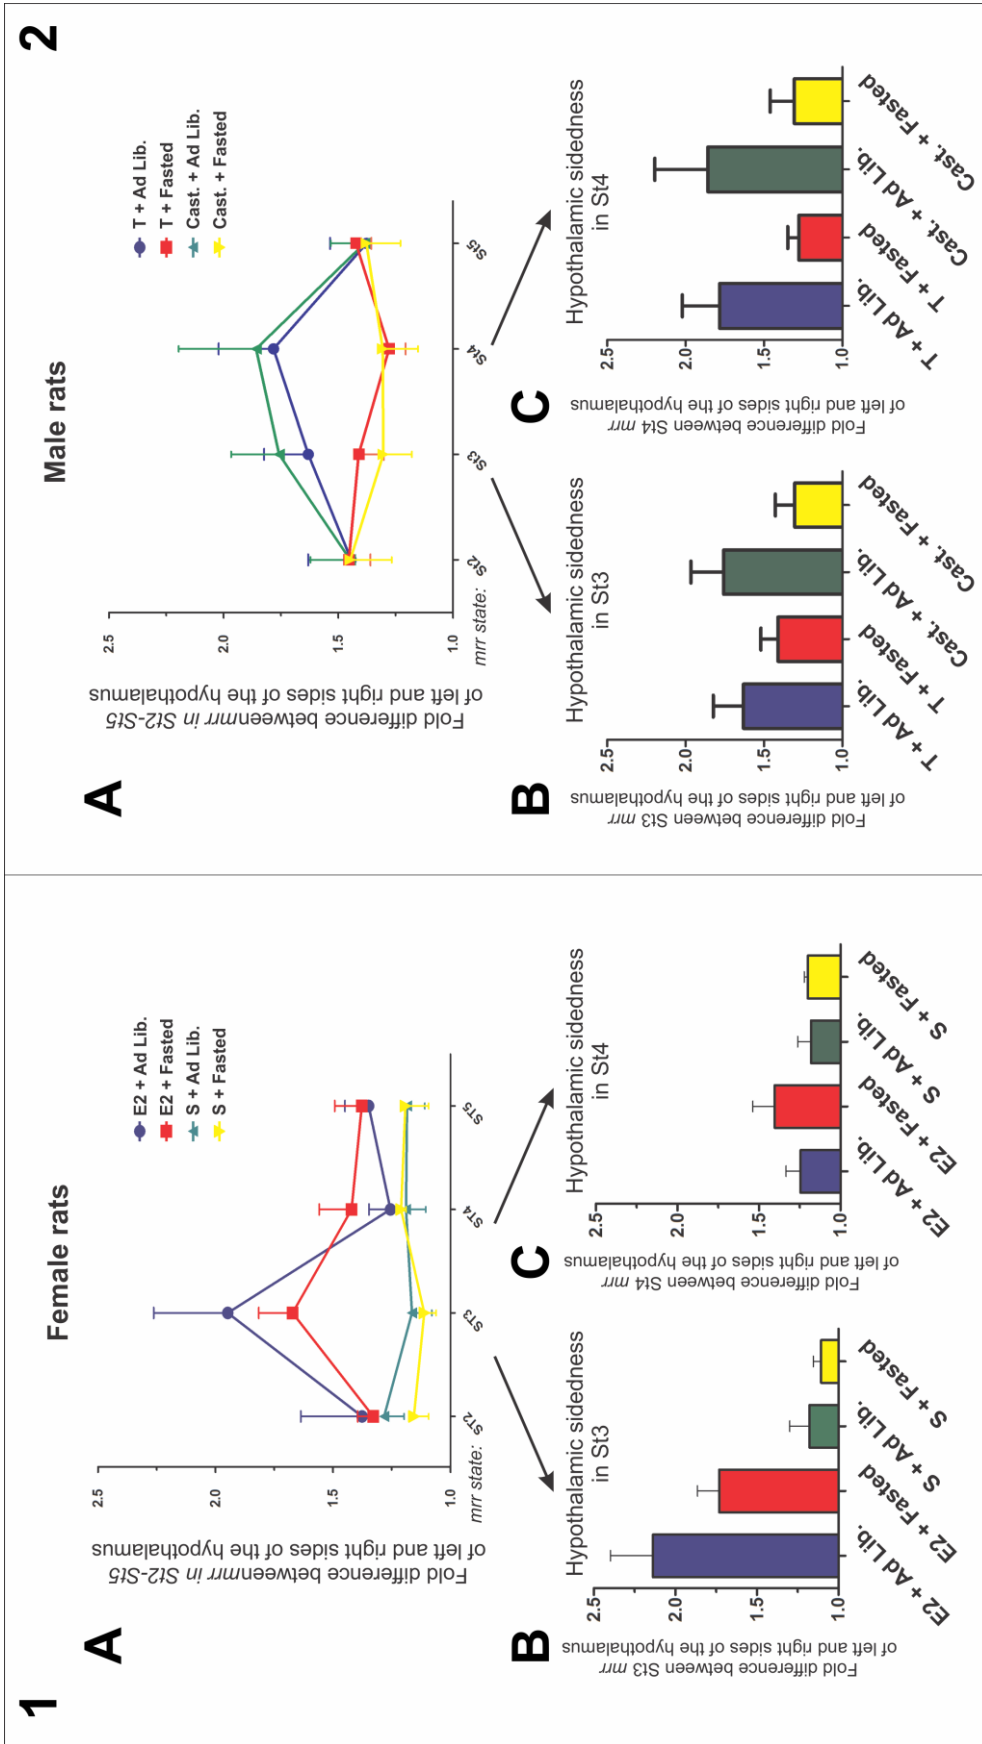 1
Female rats
A
Fold difference betweenmrr in St2-St5
of left and right sides of the hypothalamus
2.5
2.0
1.5
1.0
mrr state:
ST2
ST3
ST4
ST5
E2 + Ad Lib.
E2 + Fasted
S + Ad Lib.
S + Fasted
B
Hypothalamic sidedness
in St3
Fold difference between St3 mrr
of left and right sides of the hypothalamus
2.5
2.0
1.5
1.0
E2 + Ad Lib.
E2 + Fasted
S + Ad Lib.
S + Fasted
C
Hypothalamic sidedness
in St4
Fold difference between St4 mrr
of left and right sides of the hypothalamus
2.5
2.0
1.5
1.0
E2 + Ad Lib.
E2 + Fasted
S + Ad Lib.
S + Fasted
2
Male rats
A
Fold difference betweenmrr in St2-St5
of left and right sides of the hypothalamus
2.5
2.0
1.5
1.0
mrr state:
St2
St3
St4
St5
T + Ad Lib.
T + Fasted
Cast. + Ad Lib.
Cast. + Fasted
B
Hypothalamic sidedness
in St3
Fold difference between St3 mrr
of left and right sides of the hypothalamus
2.5
2.0
1.5
1.0
T + Ad Lib.
T + Fasted
Cast. + Ad Lib.
Cast. + Fasted
C
Hypothalamic sidedness
in St4
Fold difference between St4 mrr
of left and right sides of the hypothalamus
2.5
2.0
1.5
1.0
T + Ad Lib.
T + Fasted
Cast. + Ad Lib.
Cast. + Fasted